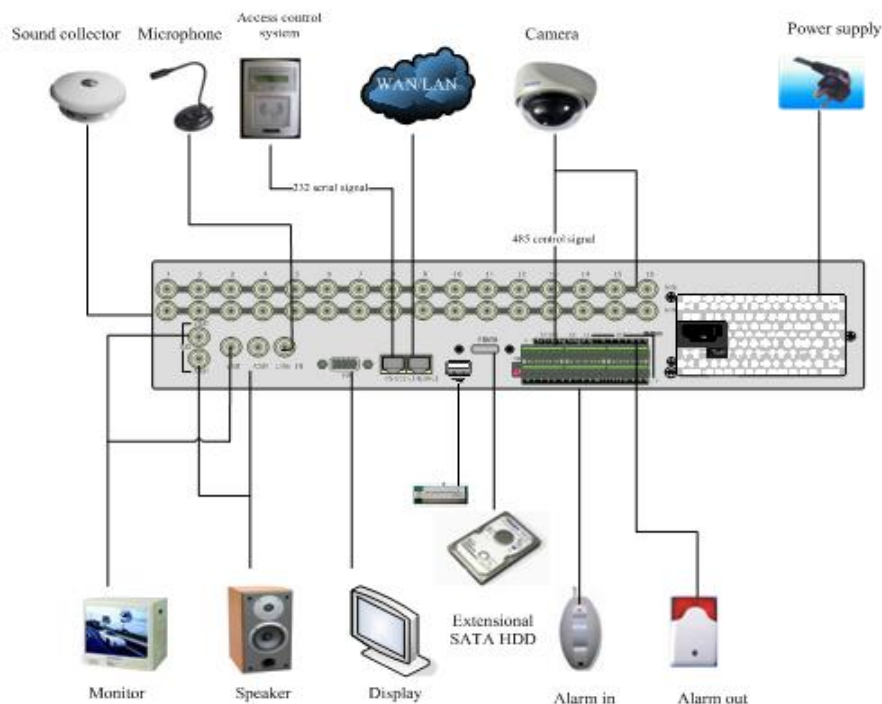 Access control
system
Sound collector
Microphone
Camera
Power supply
WAN/LAN
232 serial signal
485 control signal
1 2 3 4 5 6 7 8 9 10 11 12 13 14 15 16
LINE IN
Extensional
SATA HDD
Monitor
Speaker
Display
Alarm in
Alarm out